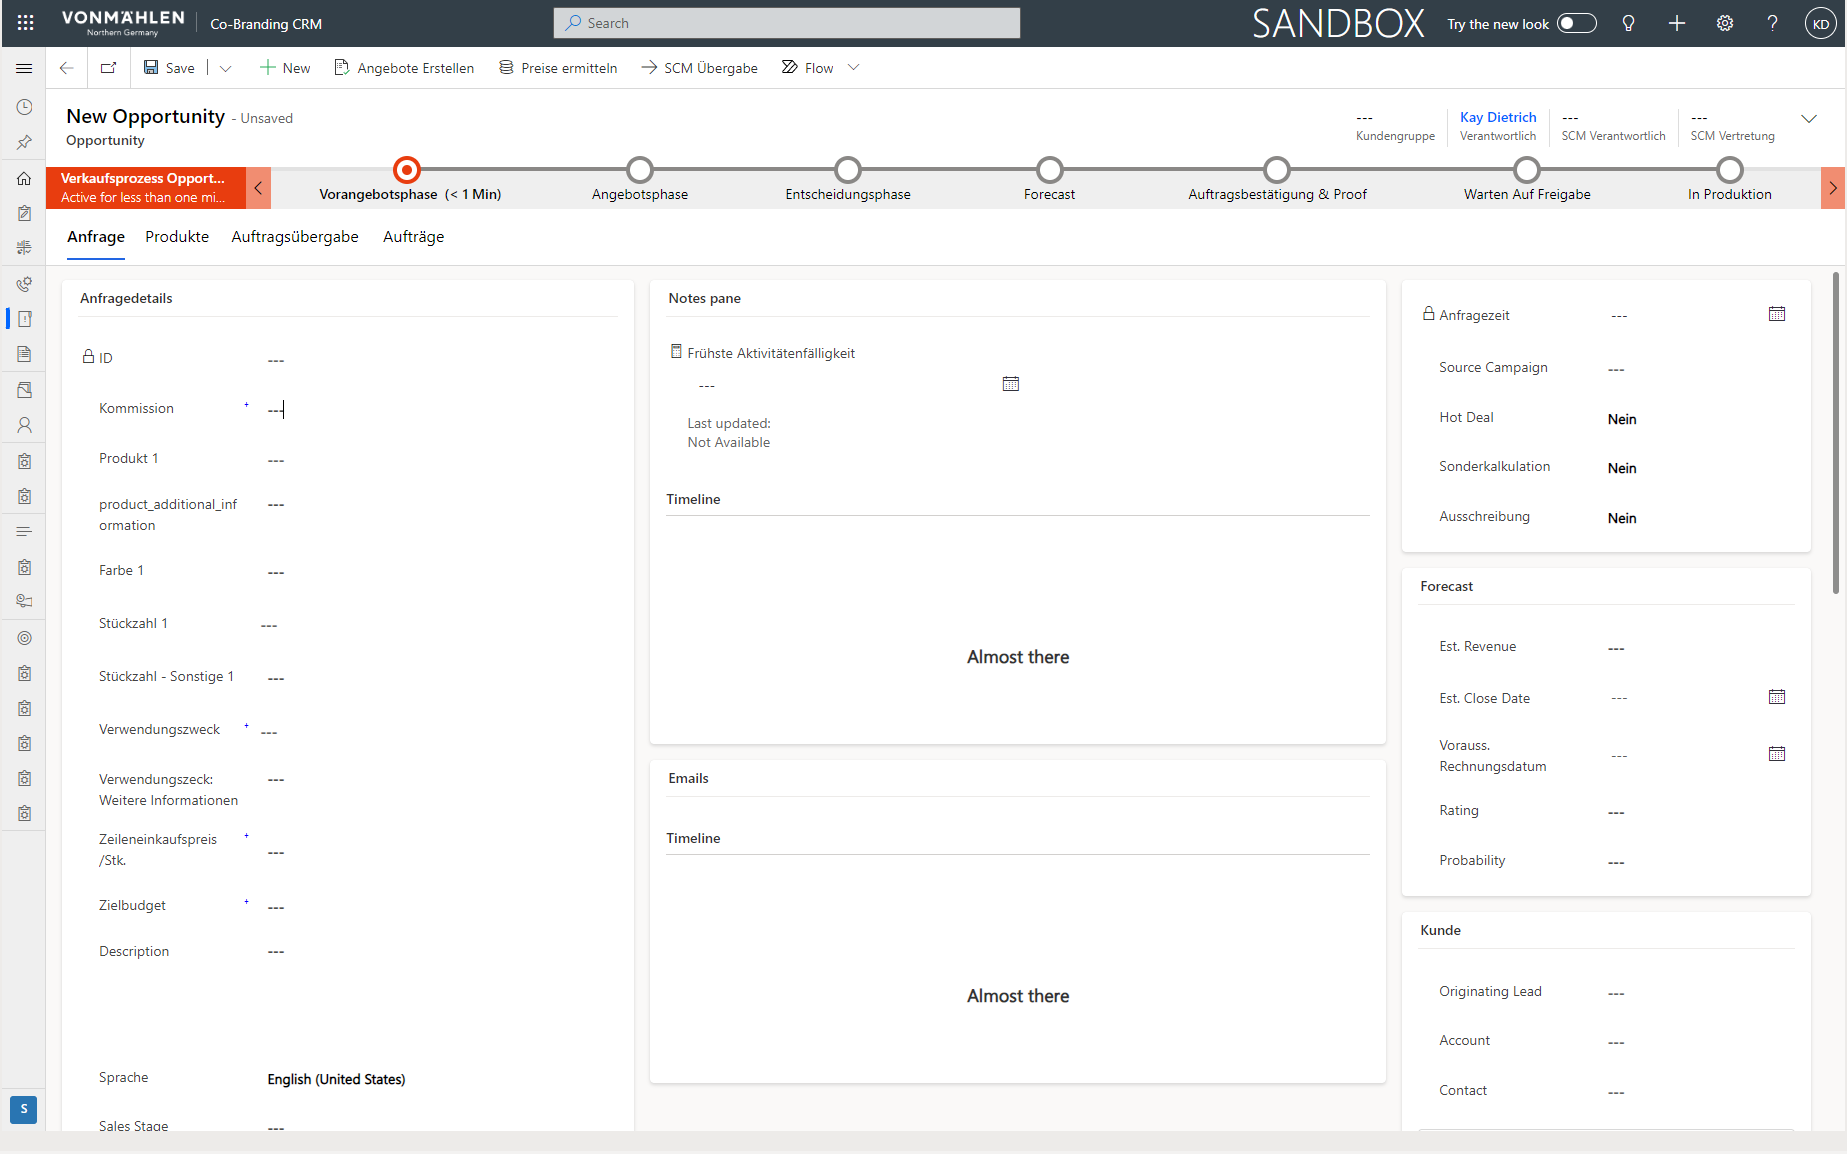 VONMÄHLEN
Northern Germany
Co-Branding CRM
Search
SANDBOX
Try the new look
KD
Save
New
Angebote Erstellen
Preise ermitteln
SCM Übergabe
Flow
New Opportunity - Unsaved
Opportunity
---
Kundengruppe
Kay Dietrich
Verantwortlich
---
SCM Verantwortlich
---
SCM Vertretung
Verkaufsprozess Opport...
Active for less than one mi...
Vorangebotsphase (< 1 Min)
Angebotsphase
Entscheidungsphase
Forecast
Auftragsbestätigung & Proof
Warten Auf Freigabe
In Produktion
Anfrage
Produkte
Auftragsübergabe
Aufträge
Anfragedetails
ID
---
Kommission + ---
Produkt 1 ---
product_additional_inf
ormation
---
Farbe 1 ---
Stückzahl 1 ---
Stückzahl - Sonstige 1 ---
Verwendungszweck + ---
Verwendungszeck:
Weitere Informationen
---
Zeileneinkaufspreis
/Stk.
+ ---
Zielbudget + ---
Description ---
Sprache English (United States)
Sales Stage ---
Notes pane
Frühste Aktivitätenfälligkeit
---
Last updated:
Not Available
Timeline
Almost there
Emails
Timeline
Almost there
Anfragezeit ---
Source Campaign ---
Hot Deal Nein
Sonderkalkulation Nein
Ausschreibung Nein
Forecast
Est. Revenue ---
Est. Close Date ---
Vorauss.
Rechnungsdatum
---
Rating ---
Probability ---
Kunde
Originating Lead ---
Account ---
Contact ---
S